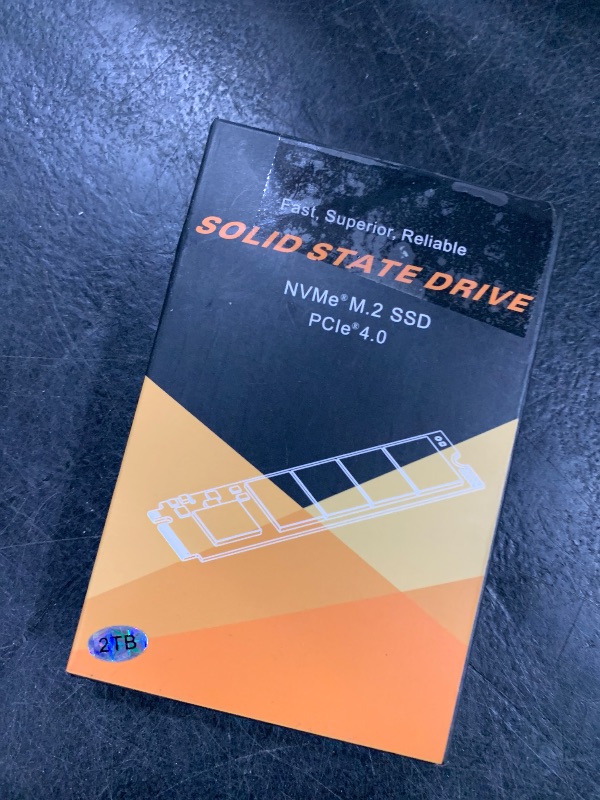 Fast, Superior, Reliable
SOLID STATE DRIVE
NVMe® M.2 SSD
PCIe® 4.0
2TB